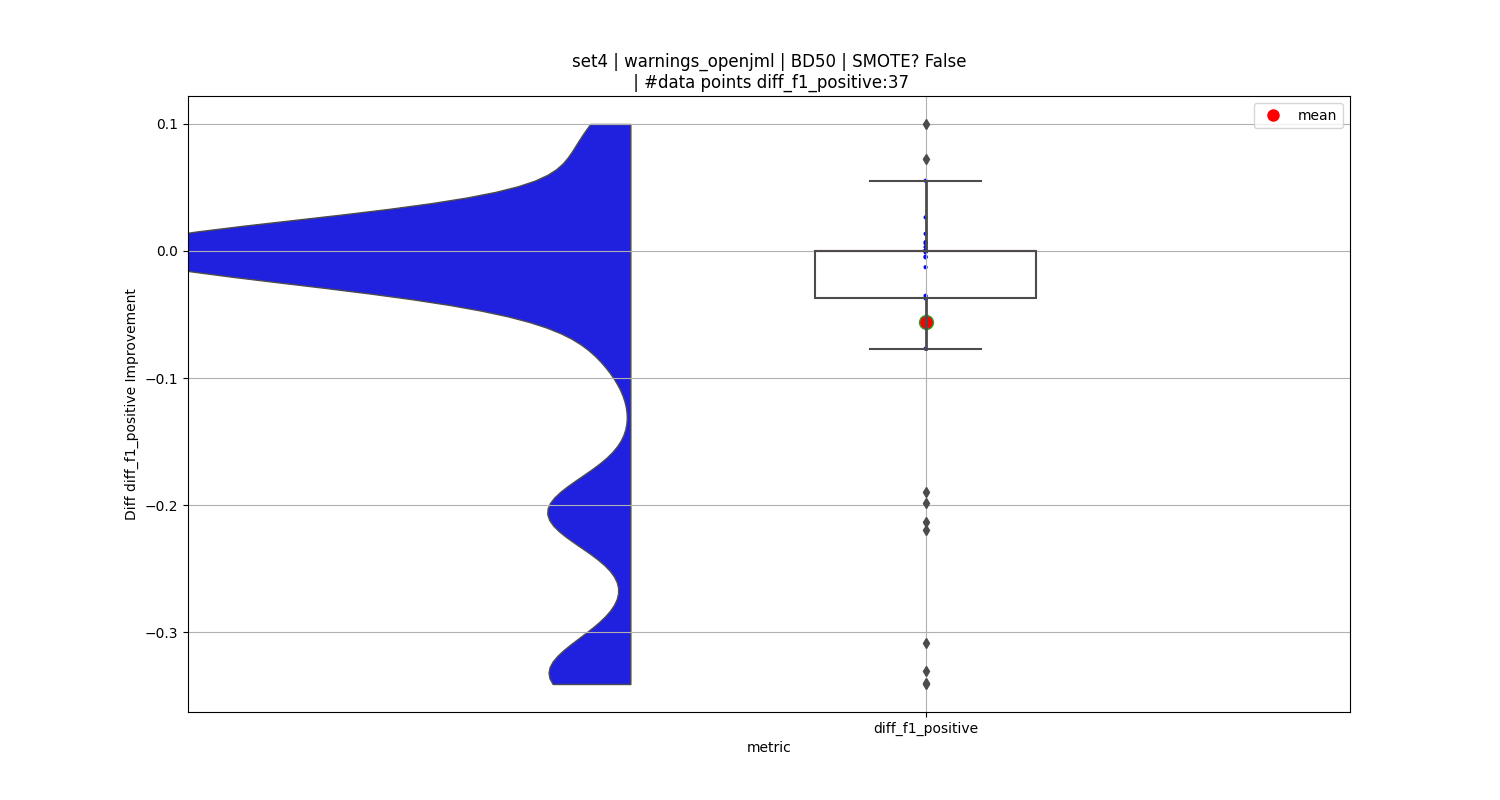 set4 | warnings_openjml | BD50 | SMOTE? False
| #data points diff_f1_positive:37
mean
0.1
0.0
−0.1
−0.2
−0.3
Diff diff_f1_positive Improvement
diff_f1_positive
metric